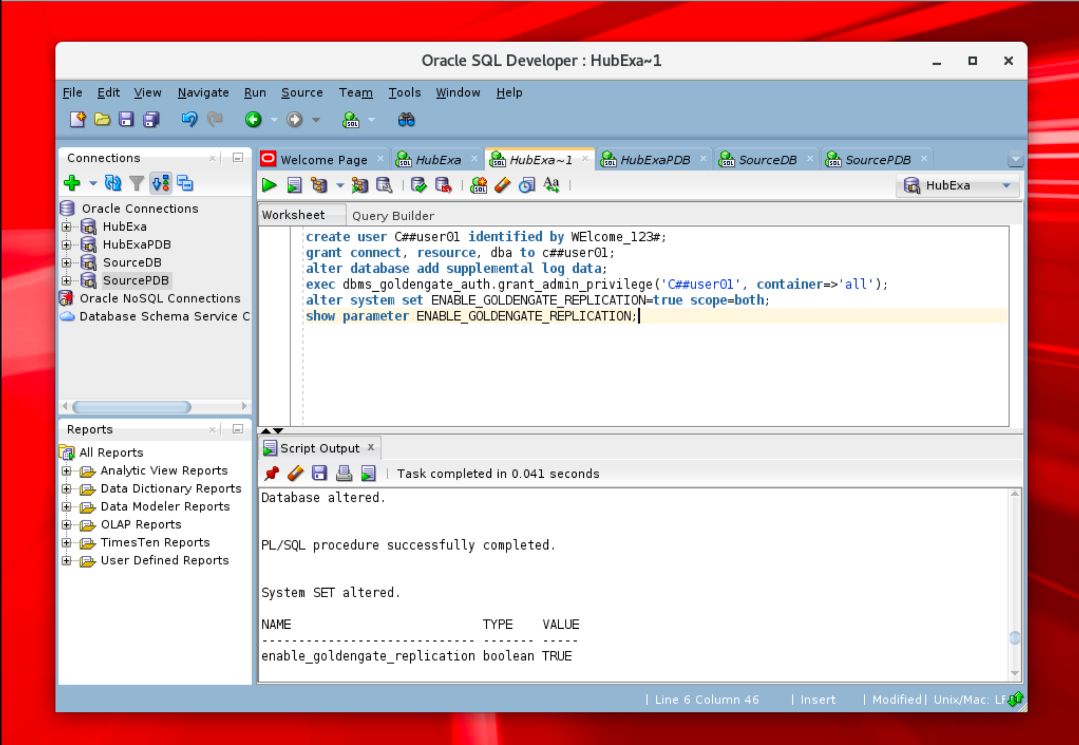 Oracle SQL Developer : HubExa~1
File Edit View Navigate Run Source Team Tools Window Help
Connections
Welcome Page HubExa HubExa~1 HubExaPDB SourceDB SourcePDB
HubExa
Oracle Connections
HubExa
HubExaPDB
SourceDB
SourcePDB
Oracle NoSQL Connections
Database Schema Service C
Worksheet Query Builder
create user C##user01 identified by WElcome_123#;
grant connect, resource, dba to c##user01;
alter database add supplemental log data;
exec dbms_goldengate_auth.grant_admin_privilege('C##user01', container=>'all');
alter system set ENABLE_GOLDENGATE_REPLICATION=true scope=both;
show parameter ENABLE_GOLDENGATE_REPLICATION;
Reports
All Reports
Analytic View Reports
Data Dictionary Reports
Data Modeler Reports
OLAP Reports
TimesTen Reports
User Defined Reports
Script Output x
Task completed in 0.041 seconds
Database altered.
PL/SQL procedure successfully completed.
System SET altered.
NAME TYPE VALUE
---------------------------- ------- -----
enable_goldengate_replication boolean TRUE
| Line 6 Column 46 | Insert | Modified | Unix/Mac: LF